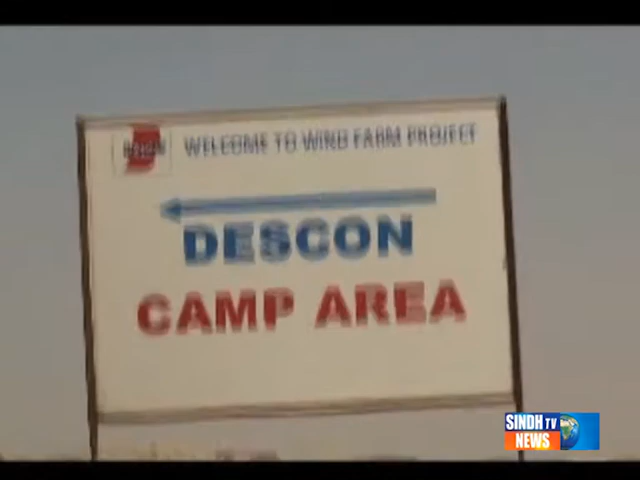 WELCOME TO WIND FARM PROJECT
DESCON
CAMP AREA
SINDH TV
NEWS